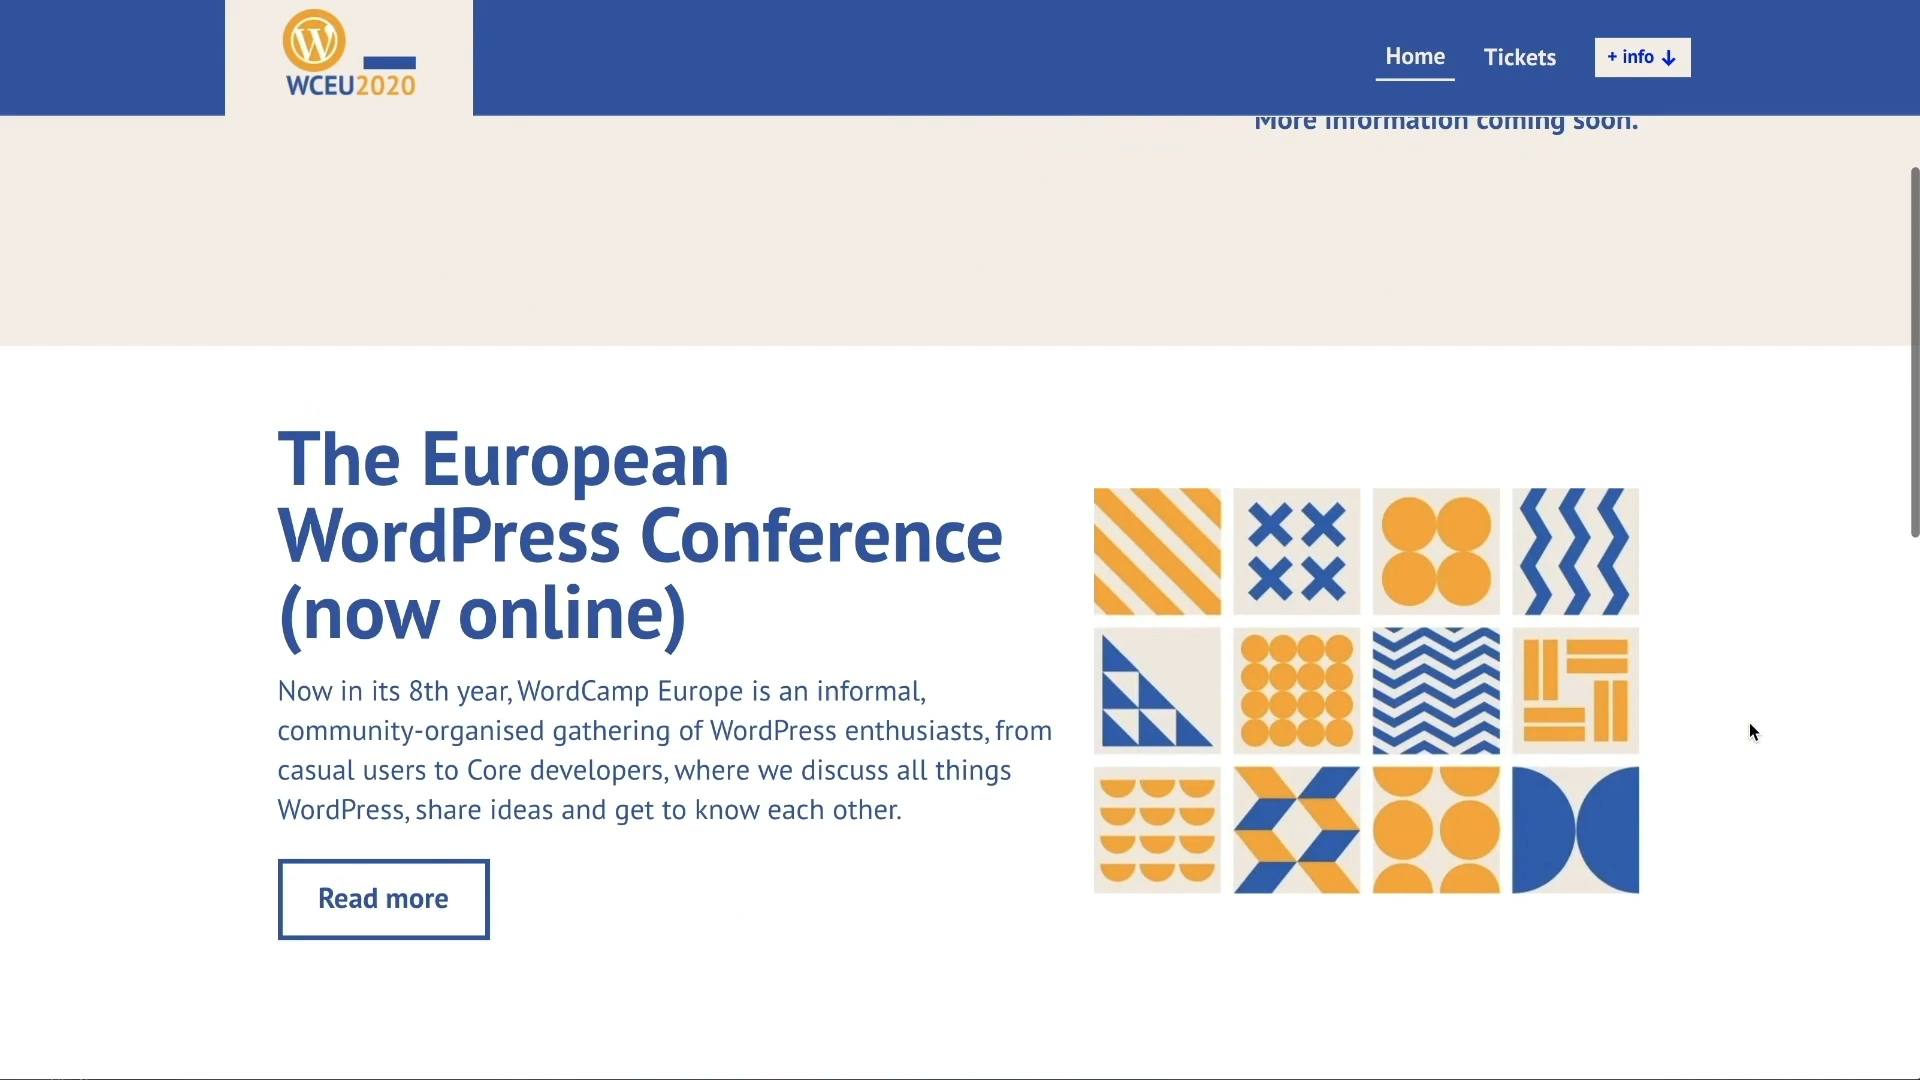 WCEU2020
Home
Tickets
+ info ↓
More information coming soon.
The European
WordPress Conference
(now online)
Now in its 8th year, WordCamp Europe is an informal,
community-organised gathering of WordPress enthusiasts, from
casual users to Core developers, where we discuss all things
WordPress, share ideas and get to know each other.
Read more